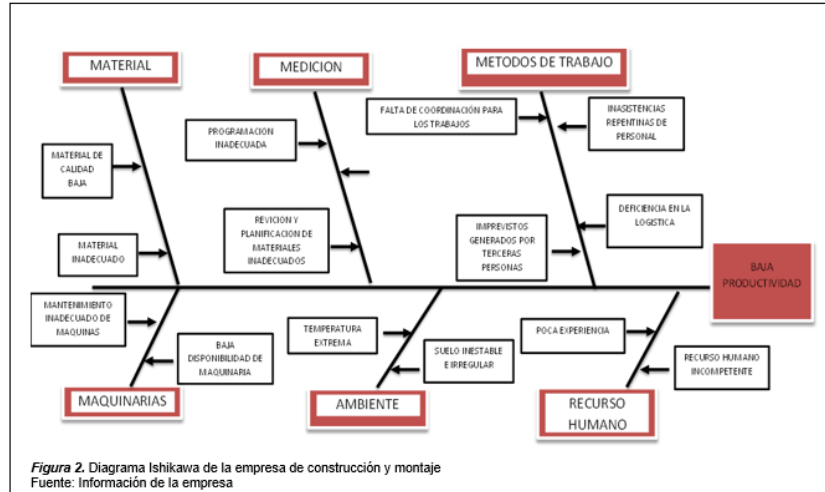 MATERIAL
MEDICION
METODOS DE TRABAJO
FALTA DE COORDINACIÓN PARA
LOS TRABAJOS
INASISTENCIAS
REPENTINAS DE
PERSONAL
PROGRAMACION
INADECUADA
MATERIAL DE
CALIDAD
BAJA
REVICION Y
PLANIFICACION DE
MATERIALES
INADECUADOS
IMPREVISTOS
GENERADOS POR
TERCERAS
PERSONAS
DEFICIENCIA EN LA
LOGISTICA
MATERIAL
INADECUADO
BAJA
PRODUCTIVIDAD
MANTENIMIENTO
INADECUADO DE
MAQUINAS
BAJA
DISPONIBILIDAD DE
MAQUINARIA
TEMPERATURA
EXTREMA
SUELO INESTABLE
E IRREGULAR
POCA EXPERIENCIA
RECURSO HUMANO
INCOMPETENTE
MAQUINARIAS
AMBIENTE
RECURSO
HUMANO
Figura 2. Diagrama Ishikawa de la empresa de construcción y montaje
Fuente: Información de la empresa